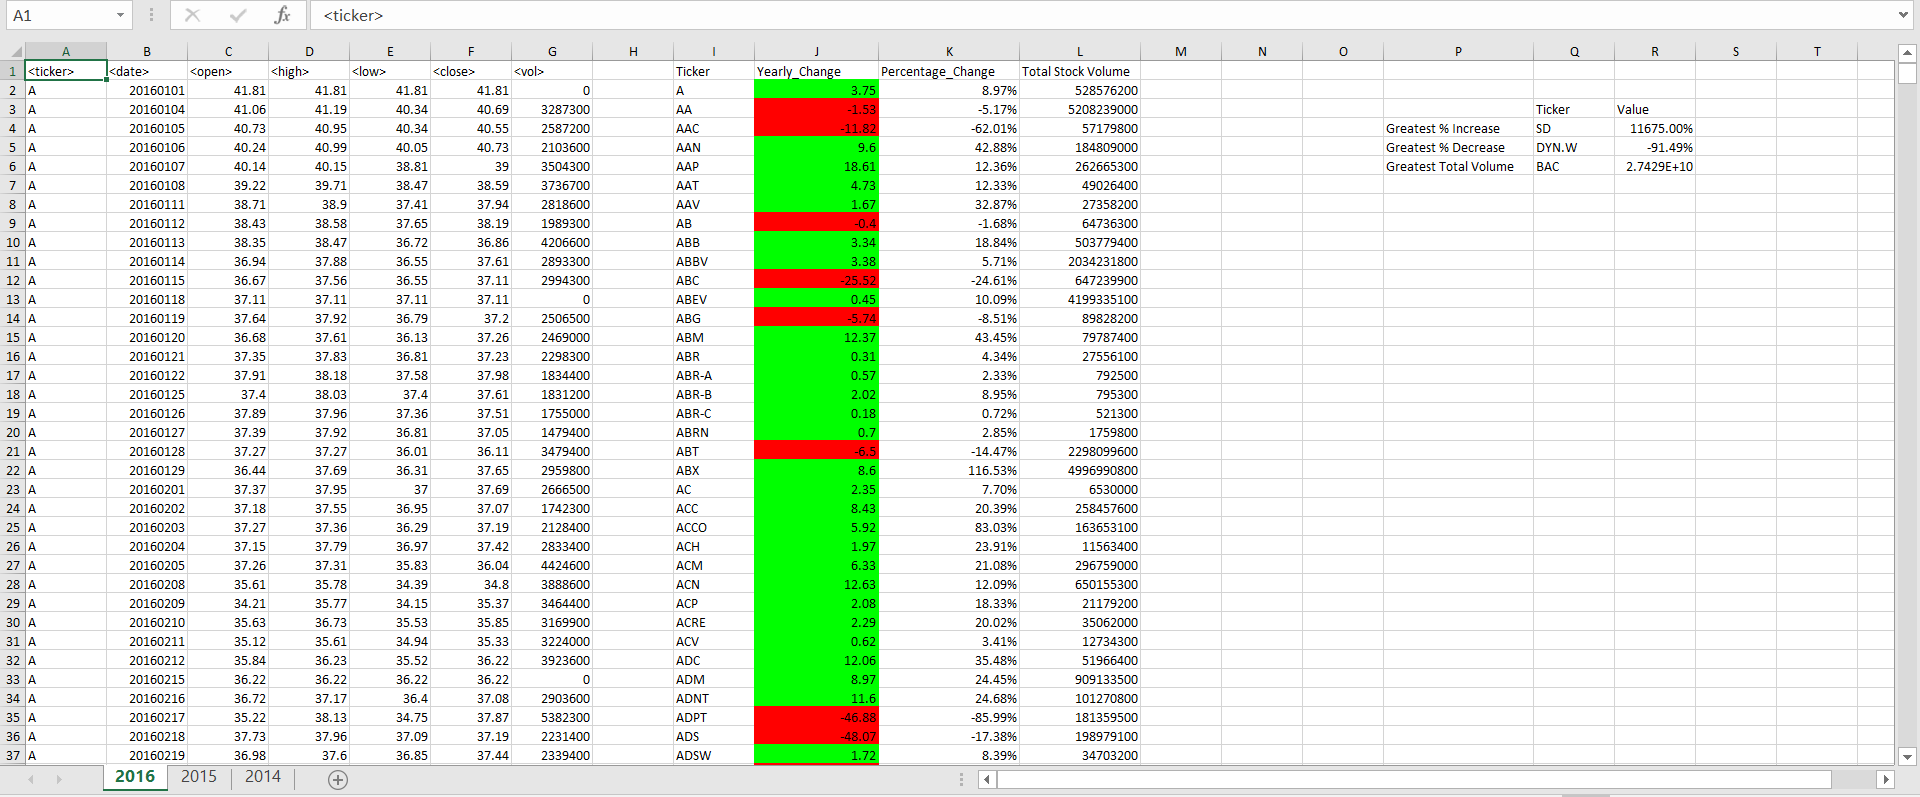 A1 fx <ticker>
A B C D E F G H I J K L M N O P Q R S T
1 <ticker> <date> <open> <high> <low> <close> <vol> Ticker Yearly_Change Percentage_Change Total Stock Volume
2 A 20160101 41.81 41.81 41.81 41.81 0 A 3.75 8.97% 528576200
3 A 20160104 41.06 41.19 40.34 40.69 3287300 AA -1.53 -5.17% 5208239000 Ticker Value
4 A 20160105 40.73 40.95 40.34 40.55 2587200 AAC -11.82 -62.01% 57179800 Greatest % Increase SD 11675.00%
5 A 20160106 40.24 40.99 40.05 40.73 2103600 AAN 9.6 42.88% 184809000 Greatest % Decrease DYN.W -91.49%
6 A 20160107 40.14 40.15 38.81 39 3504300 AAP 18.61 12.36% 262665300 Greatest Total Volume BAC 2.7429E+10
7 A 20160108 39.22 39.71 38.47 38.59 3736700 AAT 4.73 12.33% 49026400
8 A 20160111 38.71 38.9 37.41 37.94 2818600 AAV 1.67 32.87% 27358200
9 A 20160112 38.43 38.58 37.65 38.19 1989300 AB -0.4 -1.68% 64736300
10 A 20160113 38.35 38.47 36.72 36.86 4206600 ABB 3.34 18.84% 503779400
11 A 20160114 36.94 37.88 36.55 37.61 2893300 ABBV 3.38 5.71% 2034231800
12 A 20160115 36.67 37.56 36.55 37.11 2994300 ABC -25.52 -24.61% 647239900
13 A 20160118 37.11 37.11 37.11 37.11 0 ABEV 0.45 10.09% 4199335100
14 A 20160119 37.64 37.92 36.79 37.2 2506500 ABG -5.74 -8.51% 89828200
15 A 20160120 36.68 37.61 36.13 37.26 2469000 ABM 12.37 43.45% 79787400
16 A 20160121 37.35 37.83 36.81 37.23 2298300 ABR 0.31 4.34% 27556100
17 A 20160122 37.91 38.18 37.58 37.98 1834400 ABR-A 0.57 2.33% 792500
18 A 20160125 37.4 38.03 37.4 37.61 1831200 ABR-B 2.02 8.95% 795300
19 A 20160126 37.89 37.96 37.36 37.51 1755000 ABR-C 0.18 0.72% 521300
20 A 20160127 37.39 37.92 36.81 37.05 1479400 ABRN 0.7 2.85% 1759800
21 A 20160128 37.27 37.27 36.01 36.11 3479400 ABT -6.5 -14.47% 2298099600
22 A 20160129 36.44 37.69 36.31 37.65 2959800 ABX 8.6 116.53% 4996990800
23 A 20160201 37.37 37.95 37 37.69 2666500 AC 2.35 7.70% 6530000
24 A 20160202 37.18 37.55 36.95 37.07 1742300 ACC 8.43 20.39% 258457600
25 A 20160203 37.27 37.36 36.29 37.19 2128400 ACCO 5.92 83.03% 163653100
26 A 20160204 37.15 37.79 36.97 37.42 2833400 ACH 1.97 23.91% 11563400
27 A 20160205 37.26 37.31 35.83 36.04 4424600 ACM 6.33 21.08% 296759000
28 A 20160208 35.61 35.78 34.39 34.8 3888600 ACN 12.63 12.09% 650155300
29 A 20160209 34.21 35.77 34.15 35.37 3464400 ACP 2.08 18.33% 21179200
30 A 20160210 35.63 36.73 35.53 35.85 3169900 ACRE 2.29 20.02% 35062000
31 A 20160211 35.12 35.61 34.94 35.33 3224000 ACV 0.62 3.41% 12734300
32 A 20160212 35.84 36.23 35.52 36.22 3923600 ADC 12.06 35.48% 51966400
33 A 20160215 36.22 36.22 36.22 36.22 0 ADM 8.97 24.45% 909133500
34 A 20160216 36.72 37.17 36.4 37.08 2903600 ADNT 11.6 24.68% 101270800
35 A 20160217 35.22 38.13 34.75 37.87 5382300 ADPT -46.88 -85.99% 181359500
36 A 20160218 37.73 37.96 37.09 37.19 2231400 ADS -48.07 -17.38% 198979100
37 A 20160219 36.98 37.6 36.85 37.44 2339400 ADSW 1.72 8.39% 34703200
2016 2015 2014